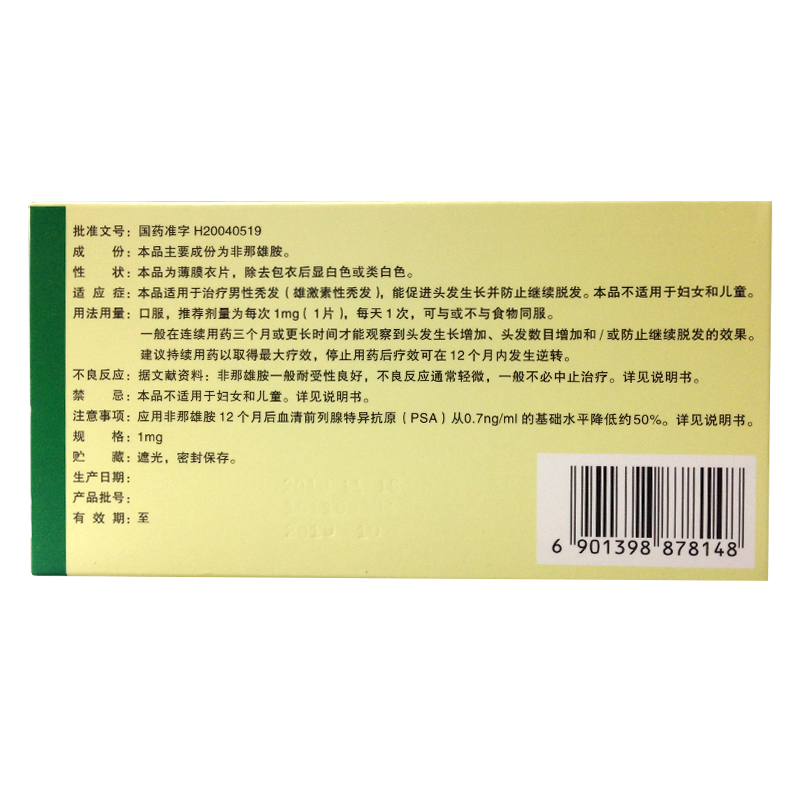 批准文号：国药准字 H20040519
成　　份：本品主要成份为非那雄胺。
性　　状：本品为薄膜衣片，除去包衣后显白色或类白色。
适 应 症：本品适用于治疗男性秃发（雄激素性秃发），能促进头发生长并防止继续脱发。本品不适用于妇女和儿童。
用法用量：口服，推荐剂量为每次1mg（1片），每天1次，可与或不与食物同服。
一般在连续用药三个月或更长时间才能观察到头发生长增加、头发数目增加和/或防止继续脱发的效果。
建议持续用药以取得最大疗效，停止用药后疗效可在12个月内发生逆转。
不良反应：据文献资料：非那雄胺一般耐受性良好，不良反应通常轻微，一般不必中止治疗。详见说明书。
禁　　忌：本品不适用于妇女和儿童。详见说明书。
注意事项：应用非那雄胺12个月后血清前列腺特异抗原（PSA）从0.7ng/ml的基础水平降低约50%。详见说明书。
规　　格：1mg
贮　　藏：遮光，密封保存。
生产日期：
产品批号：
有 效 期：至
6 901398 878148